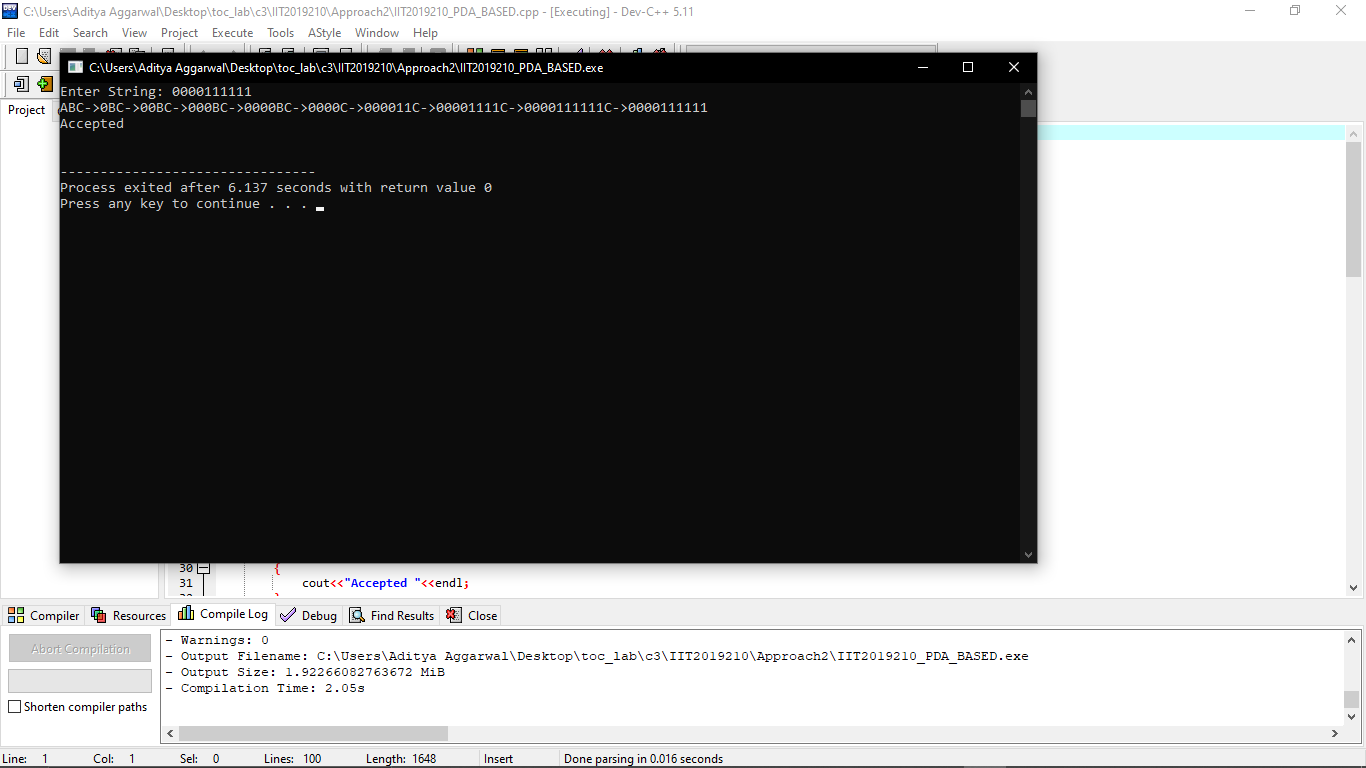 C:\Users\Aditya Aggarwal\Desktop\toc_lab\c3\IIT2019210\Approach2\IIT2019210_PDA_BASED.cpp - [Executing] - Dev-C++ 5.11
File Edit Search View Project Execute Tools AStyle Window Help
C:\Users\Aditya Aggarwal\Desktop\toc_lab\c3\IIT2019210\Approach2\IIT2019210_PDA_BASED.exe
Enter String: 0000111111
ABC->0BC->00BC->000BC->0000BC->0000C->000011C->00001111C->0000111111C->0000111111
Accepted
--------------------------------
Process exited after 6.137 seconds with return value 0
Press any key to continue . . .
Project
30 {
31 cout<<"Accepted "<<endl;
Compiler Resources Compile Log Debug Find Results Close
Abort Compilation
Shorten compiler paths
- Warnings: 0
- Output Filename: C:\Users\Aditya Aggarwal\Desktop\toc_lab\c3\IIT2019210\Approach2\IIT2019210_PDA_BASED.exe
- Output Size: 1.92266082763672 MiB
- Compilation Time: 2.05s
Line: 1 Col: 1 Sel: 0 Lines: 100 Length: 1648 Insert Done parsing in 0.016 seconds